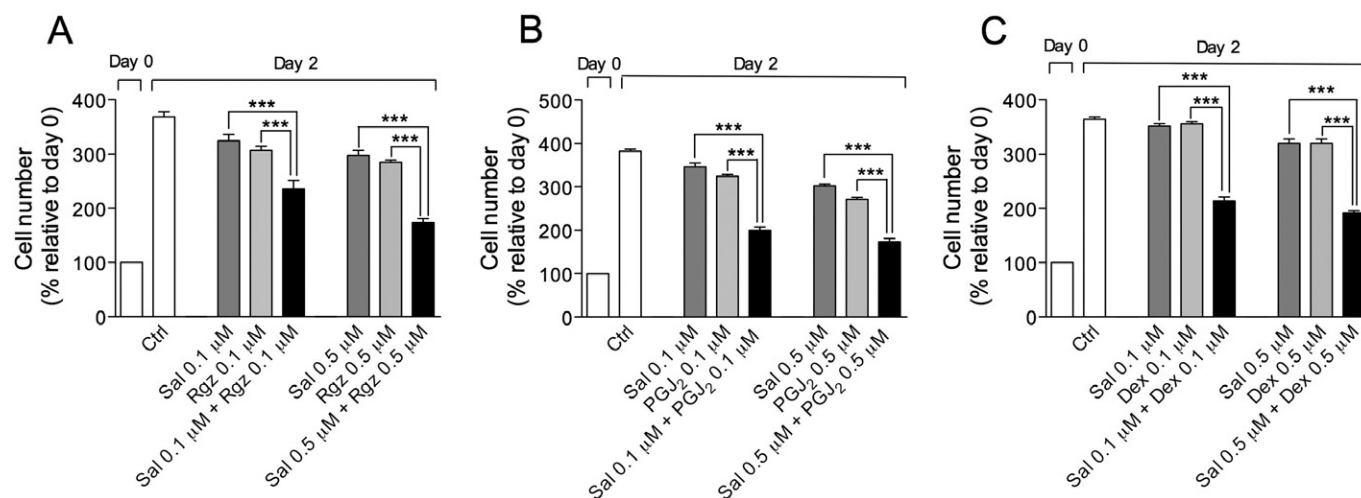 A
Day 0
Day 2
Cell number
(% relative to day 0)
400
300
200
100
0
***
***
***
***
Ctrl
Sal 0.1 μM
Rgz 0.1 μM
Sal 0.1 μM + Rgz 0.1 μM
Sal 0.5 μM
Rgz 0.5 μM
Sal 0.5 μM + Rgz 0.5 μM
B
Day 0
Day 2
Cell number
(% relative to day 0)
500
400
300
200
100
0
***
***
***
***
Ctrl
Sal 0.1 μM
PGJ₂ 0.1 μM
Sal 0.1 μM + PGJ₂ 0.1 μM
Sal 0.5 μM
PGJ₂ 0.5 μM
Sal 0.5 μM + PGJ₂ 0.5 μM
C
Day 0
Day 2
Cell number
(% relative to day 0)
400
300
200
100
0
***
***
***
***
Ctrl
Sal 0.1 μM
Dex 0.1 μM
Sal 0.1 μM + Dex 0.1 μM
Sal 0.5 μM
Dex 0.5 μM
Sal 0.5 μM + Dex 0.5 μM